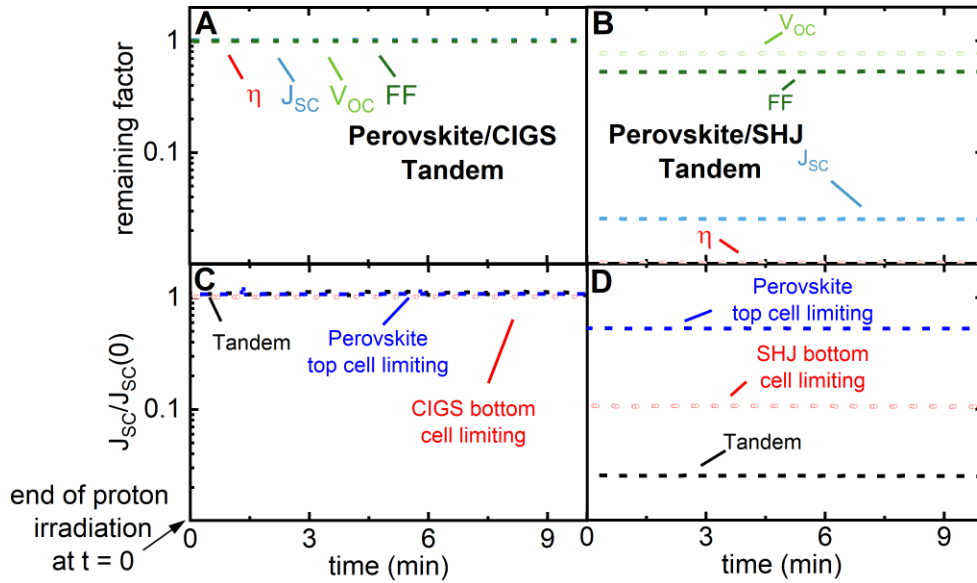 A
1
0.1
remaining factor
η
J_SC
V_OC
FF
Perovskite/CIGS
Tandem
B
V_OC
FF
Perovskite/SHJ
Tandem
J_SC
η
C
1
0.1
J_SC/J_SC(0)
Tandem
Perovskite
top cell limiting
CIGS bottom
cell limiting
D
Perovskite
top cell limiting
SHJ bottom
cell limiting
Tandem
end of proton
irradiation
at t = 0
0
3
6
9
time (min)
0
3
6
9
time (min)